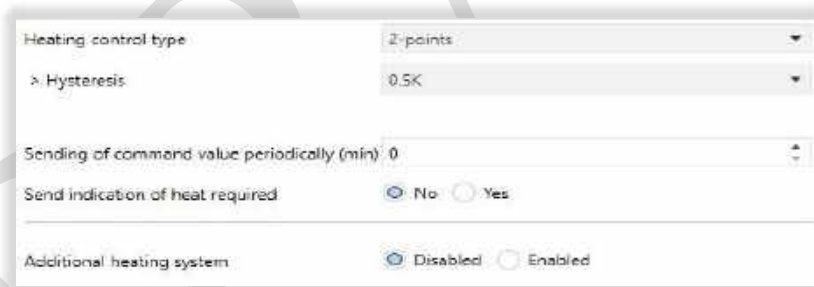 Heating control type 2-points
> Hysteresis 0.5K
Sending of command value periodically (min) 0
Send indication of heat required No Yes
Additional heating system Disabled Enabled